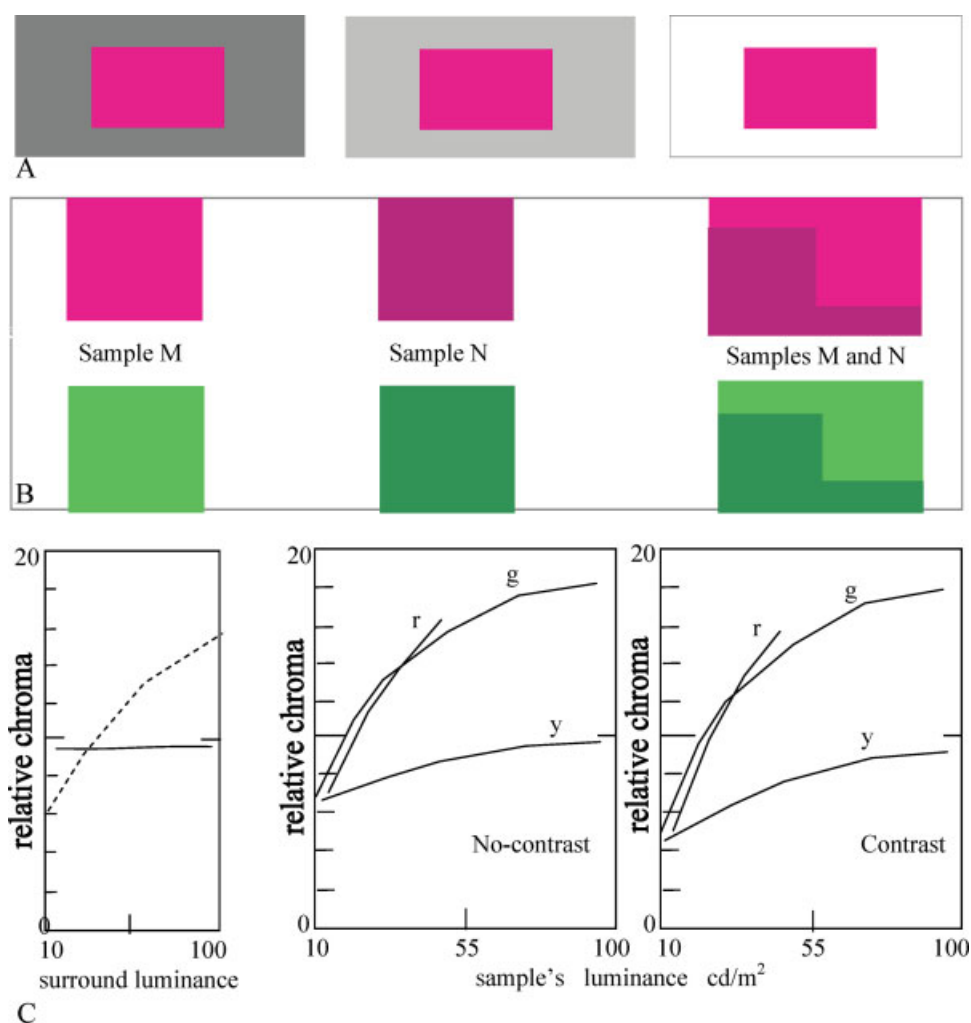 A
Sample M
Sample N
Samples M and N
B
20
relative chroma
0
10
100
surround luminance
20
relative chroma
r
g
y
No-contrast
0
10
55
100
20
relative chroma
r
g
y
Contrast
0
10
55
100
sample's luminance cd/m²
C